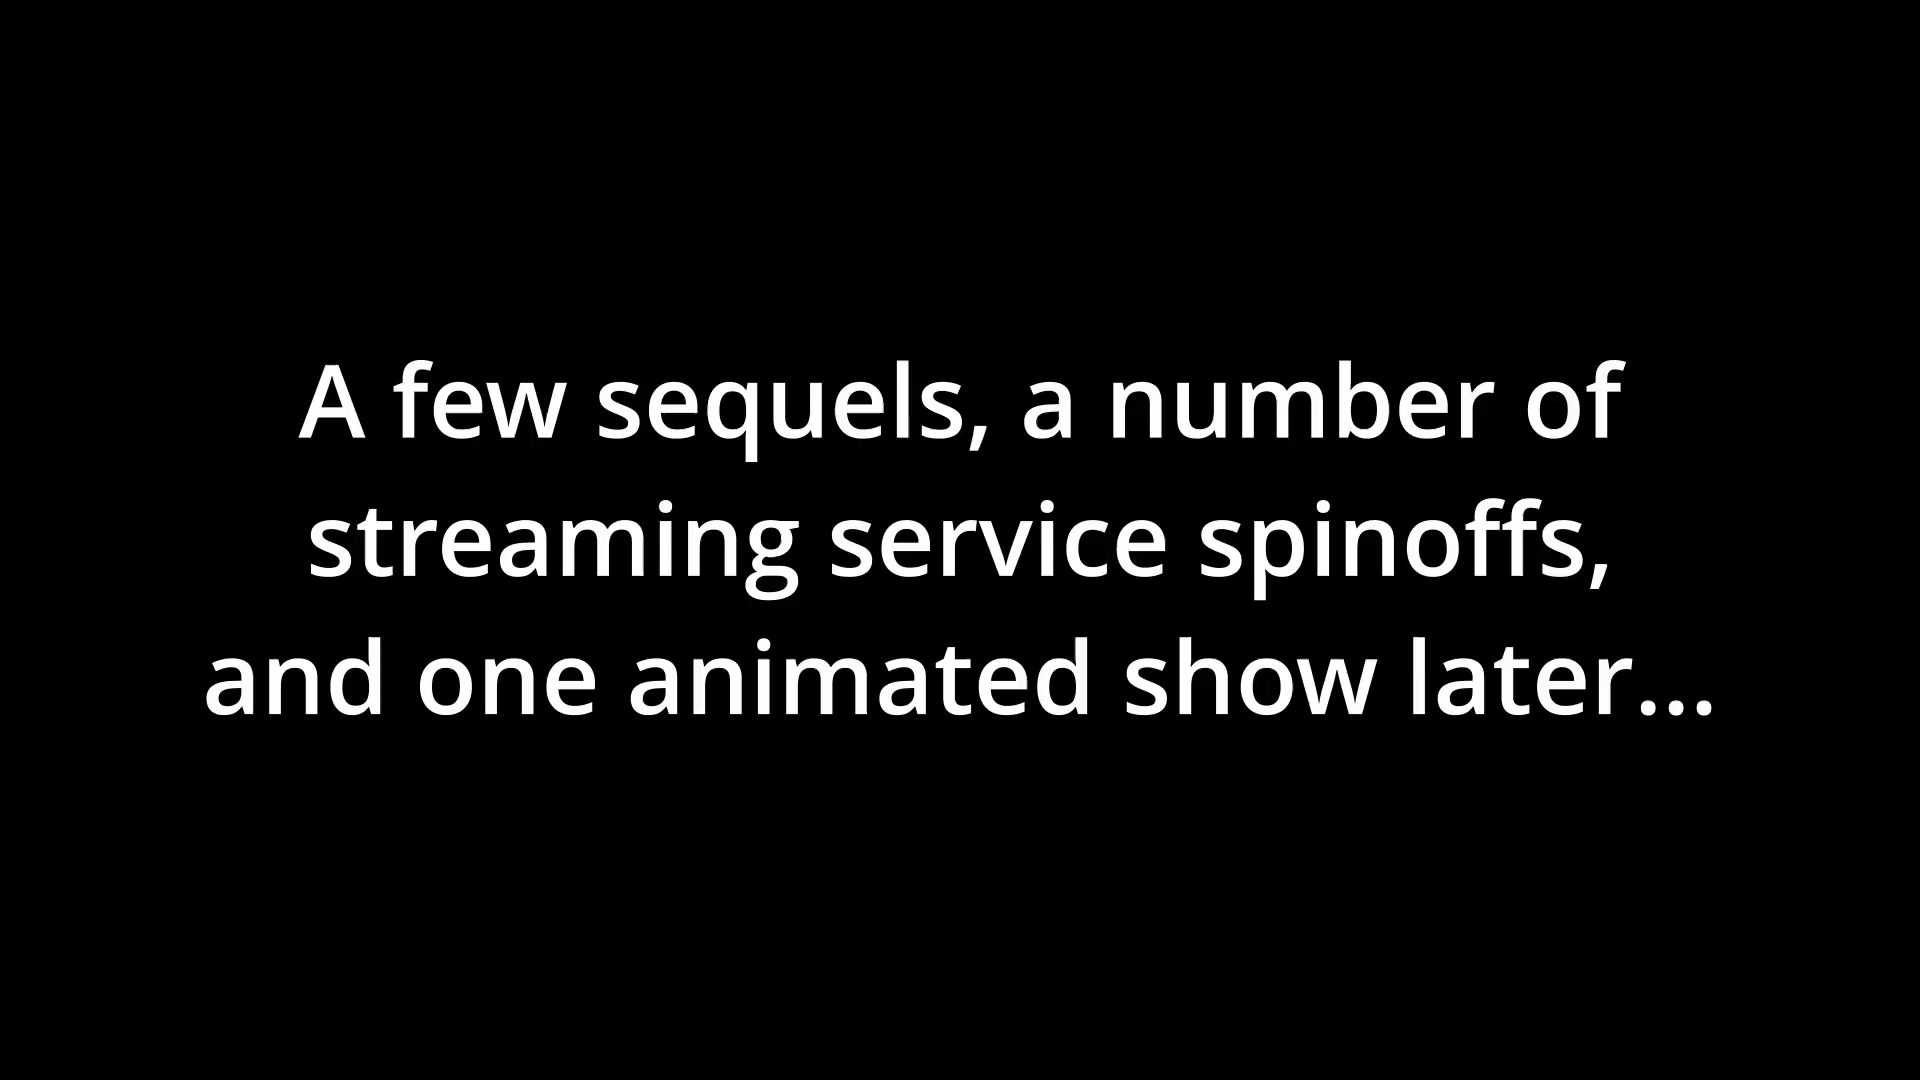 A few sequels, a number of
streaming service spinoffs,
and one animated show later...